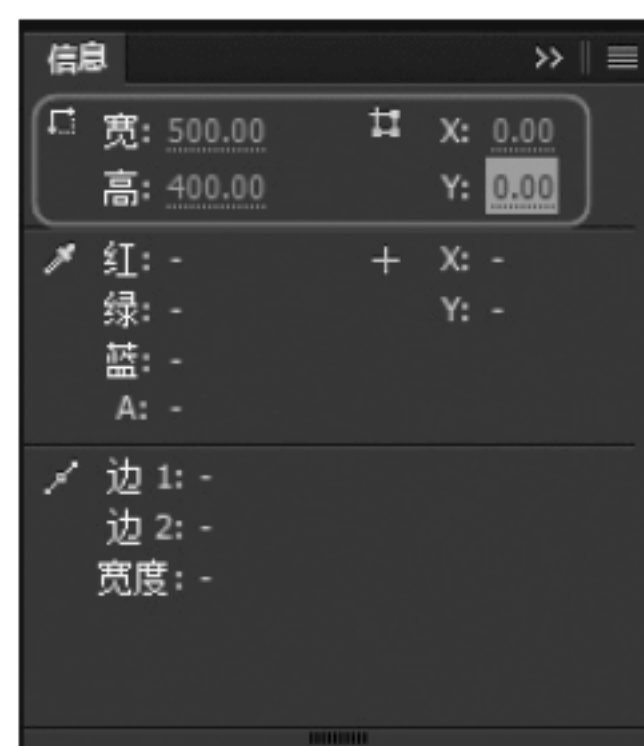 信息
宽: 500.00 X: 0.00
高: 400.00 Y: 0.00
红: - X: -
绿: - Y: -
蓝: -
A: -
边 1: -
边 2: -
宽度: -